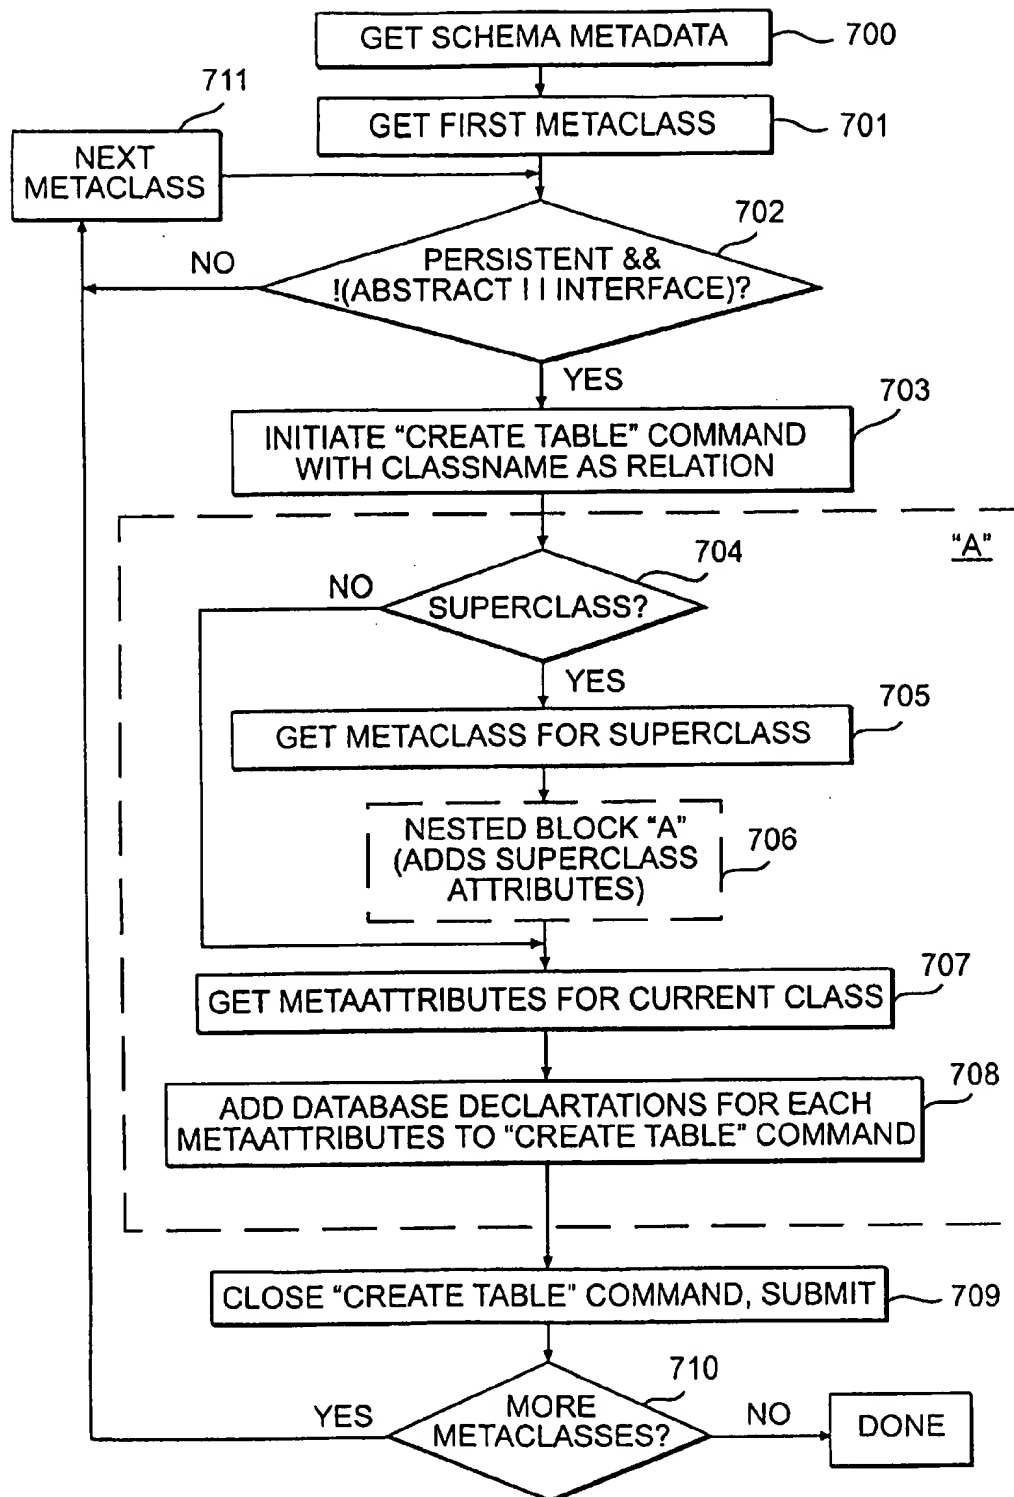 GET SCHEMA METADATA
700
GET FIRST METACLASS
701
711
NEXT
METACLASS
702
PERSISTENT &&
!(ABSTRACT I I INTERFACE)?
NO
YES
703
INITIATE “CREATE TABLE” COMMAND
WITH CLASSNAME AS RELATION
"A"
704
SUPERCLASS?
NO
YES
705
GET METACLASS FOR SUPERCLASS
NESTED BLOCK “A”
(ADDS SUPERCLASS
ATTRIBUTES)
706
707
GET METAATTRIBUTES FOR CURRENT CLASS
708
ADD DATABASE DECLARTATIONS FOR EACH
METAATTRIBUTES TO “CREATE TABLE” COMMAND
CLOSE “CREATE TABLE” COMMAND, SUBMIT
709
710
MORE
METACLASSES?
YES
NO
DONE